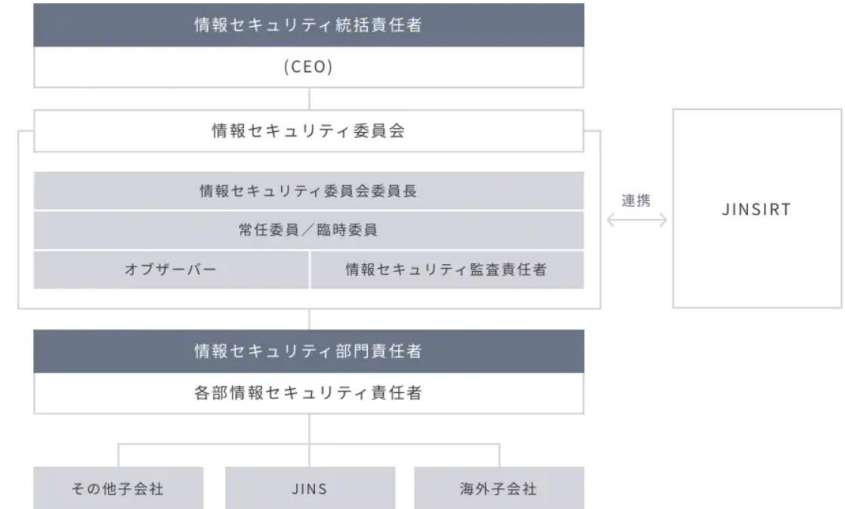 情報セキュリティ統括責任者
(CEO)
情報セキュリティ委員会
情報セキュリティ委員会委員長
常任委員／臨時委員
オブザーバー
情報セキュリティ監査責任者
連携
JINSIRT
情報セキュリティ部門責任者
各部情報セキュリティ責任者
その他子会社
JINS
海外子会社